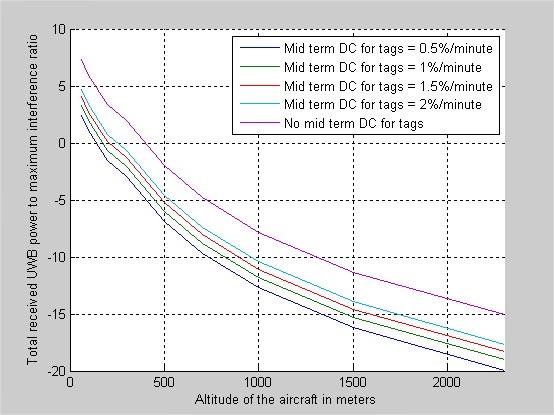 Total received UWB power to maximum interference ratio
10
5
0
-5
-10
-15
-20
Mid term DC for tags = 0.5%/minute
Mid term DC for tags = 1%/minute
Mid term DC for tags = 1.5%/minute
Mid term DC for tags = 2%/minute
No mid term DC for tags
0
500
1000
1500
2000
Altitude of the aircraft in meters